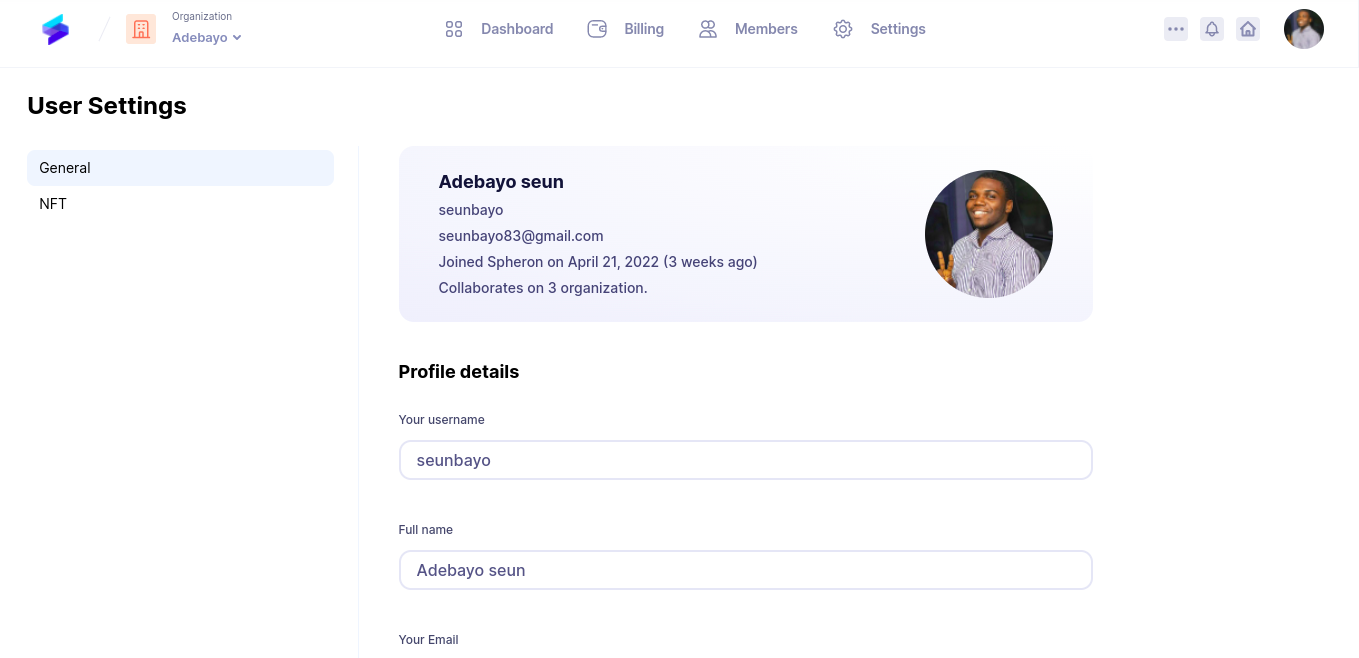 Organization
Adebayo
Dashboard
Billing
Members
Settings
User Settings
General
NFT
Adebayo seun
seunbayo
seunbayo83@gmail.com
Joined Spheron on April 21, 2022 (3 weeks ago)
Collaborates on 3 organization.
Profile details
Your username
seunbayo
Full name
Adebayo seun
Your Email